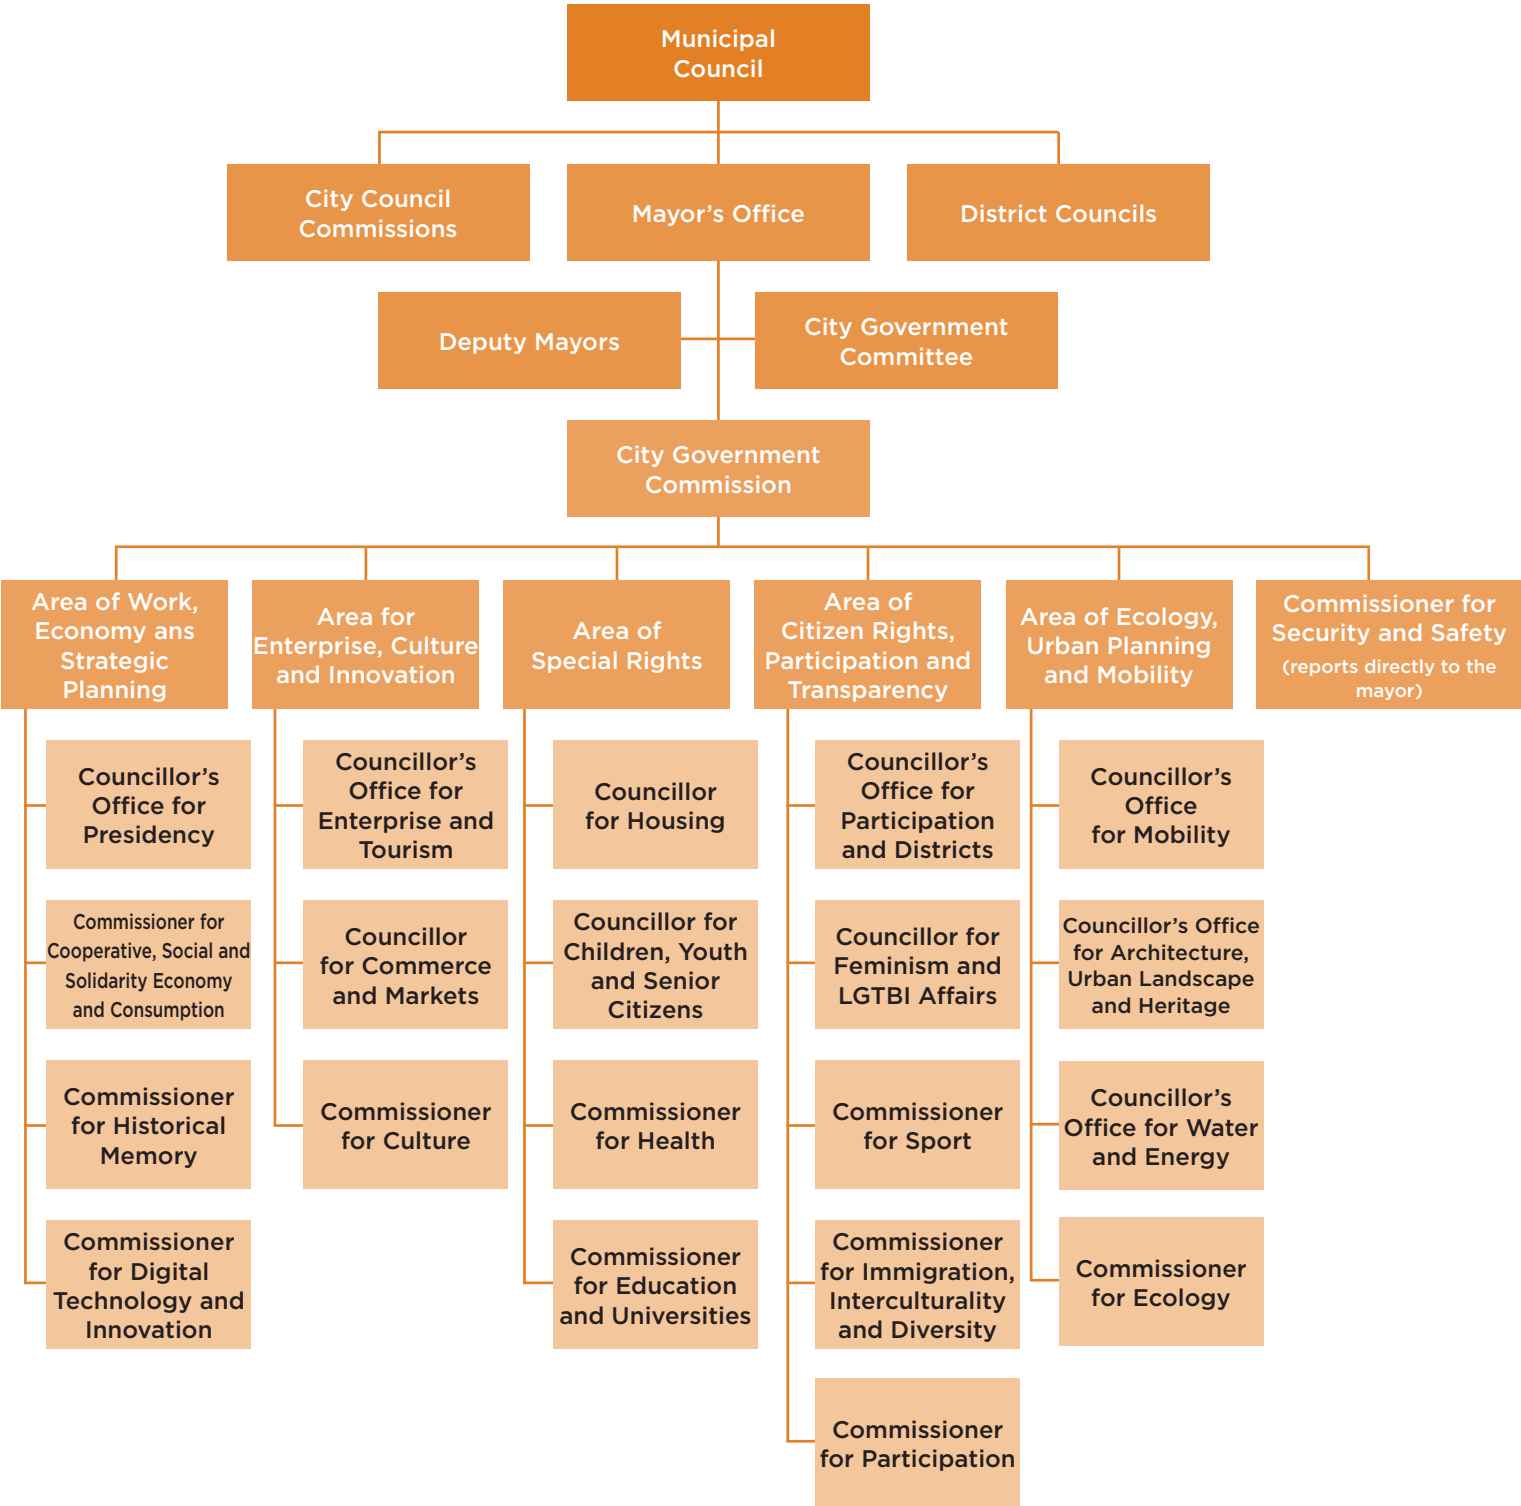 Municipal
Council
City Council
Commissions
Mayor’s Office
District Councils
Deputy Mayors
City Government
Committee
City Government
Commission
Area of Work,
Economy ans
Strategic
Planning
Area for
Enterprise, Culture
and Innovation
Area of
Special Rights
Area of
Citizen Rights,
Participation and
Transparency
Area of Ecology,
Urban Planning
and Mobility
Commissioner for
Security and Safety
(reports directly to the
mayor)
Councillor’s
Office for
Presidency
Commissioner for
Cooperative, Social and
Solidarity Economy
and Consumption
Commissioner
for Historical
Memory
Commissioner
for Digital
Technology and
Innovation
Councillor’s
Office for
Enterprise and
Tourism
Councillor
for Commerce
and Markets
Commissioner
for Culture
Councillor
for Housing
Councillor for
Children, Youth
and Senior
Citizens
Commissioner
for Health
Commissioner
for Education
and Universities
Councillor’s
Office for
Participation
and Districts
Councillor for
Feminism and
LGTBI Affairs
Commissioner
for Sport
Commissioner
for Immigration,
Interculturality
and Diversity
Commissioner
for Participation
Councillor’s
Office
for Mobility
Councillor’s Office
for Architecture,
Urban Landscape
and Heritage
Councillor’s
Office for Water
and Energy
Commissioner
for Ecology